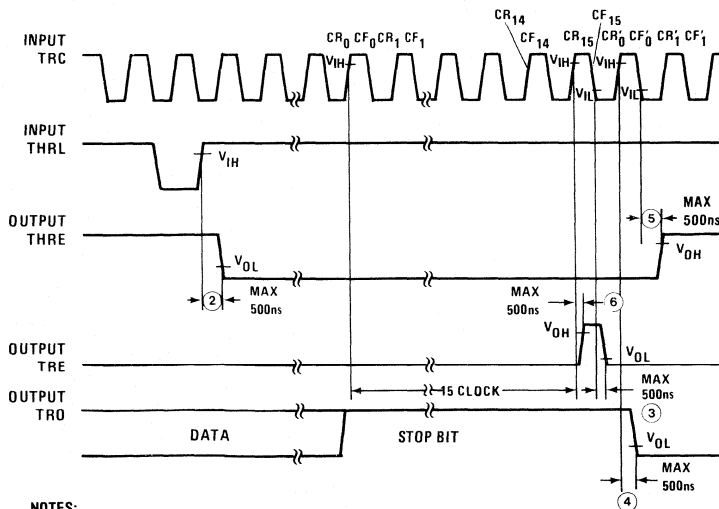 CR14 CF15
CR0 CF0 CR1 CF1 CF14 CR15 CR'0 CF'0 CR'1 CF'1
INPUT
TRC
VIH VIH VIH
VIL VIL
INPUT
THRL
VIH
OUTPUT
THRE
MAX
500ns
5
VOH
VOL
2
MAX
500ns
MAX
500ns
6
VOH
OUTPUT
TRE
VOL
15 CLOCK
MAX
500ns
3
OUTPUT
TRO
DATA
STOP BIT
VOL
MAX
500ns
4
NOTES: